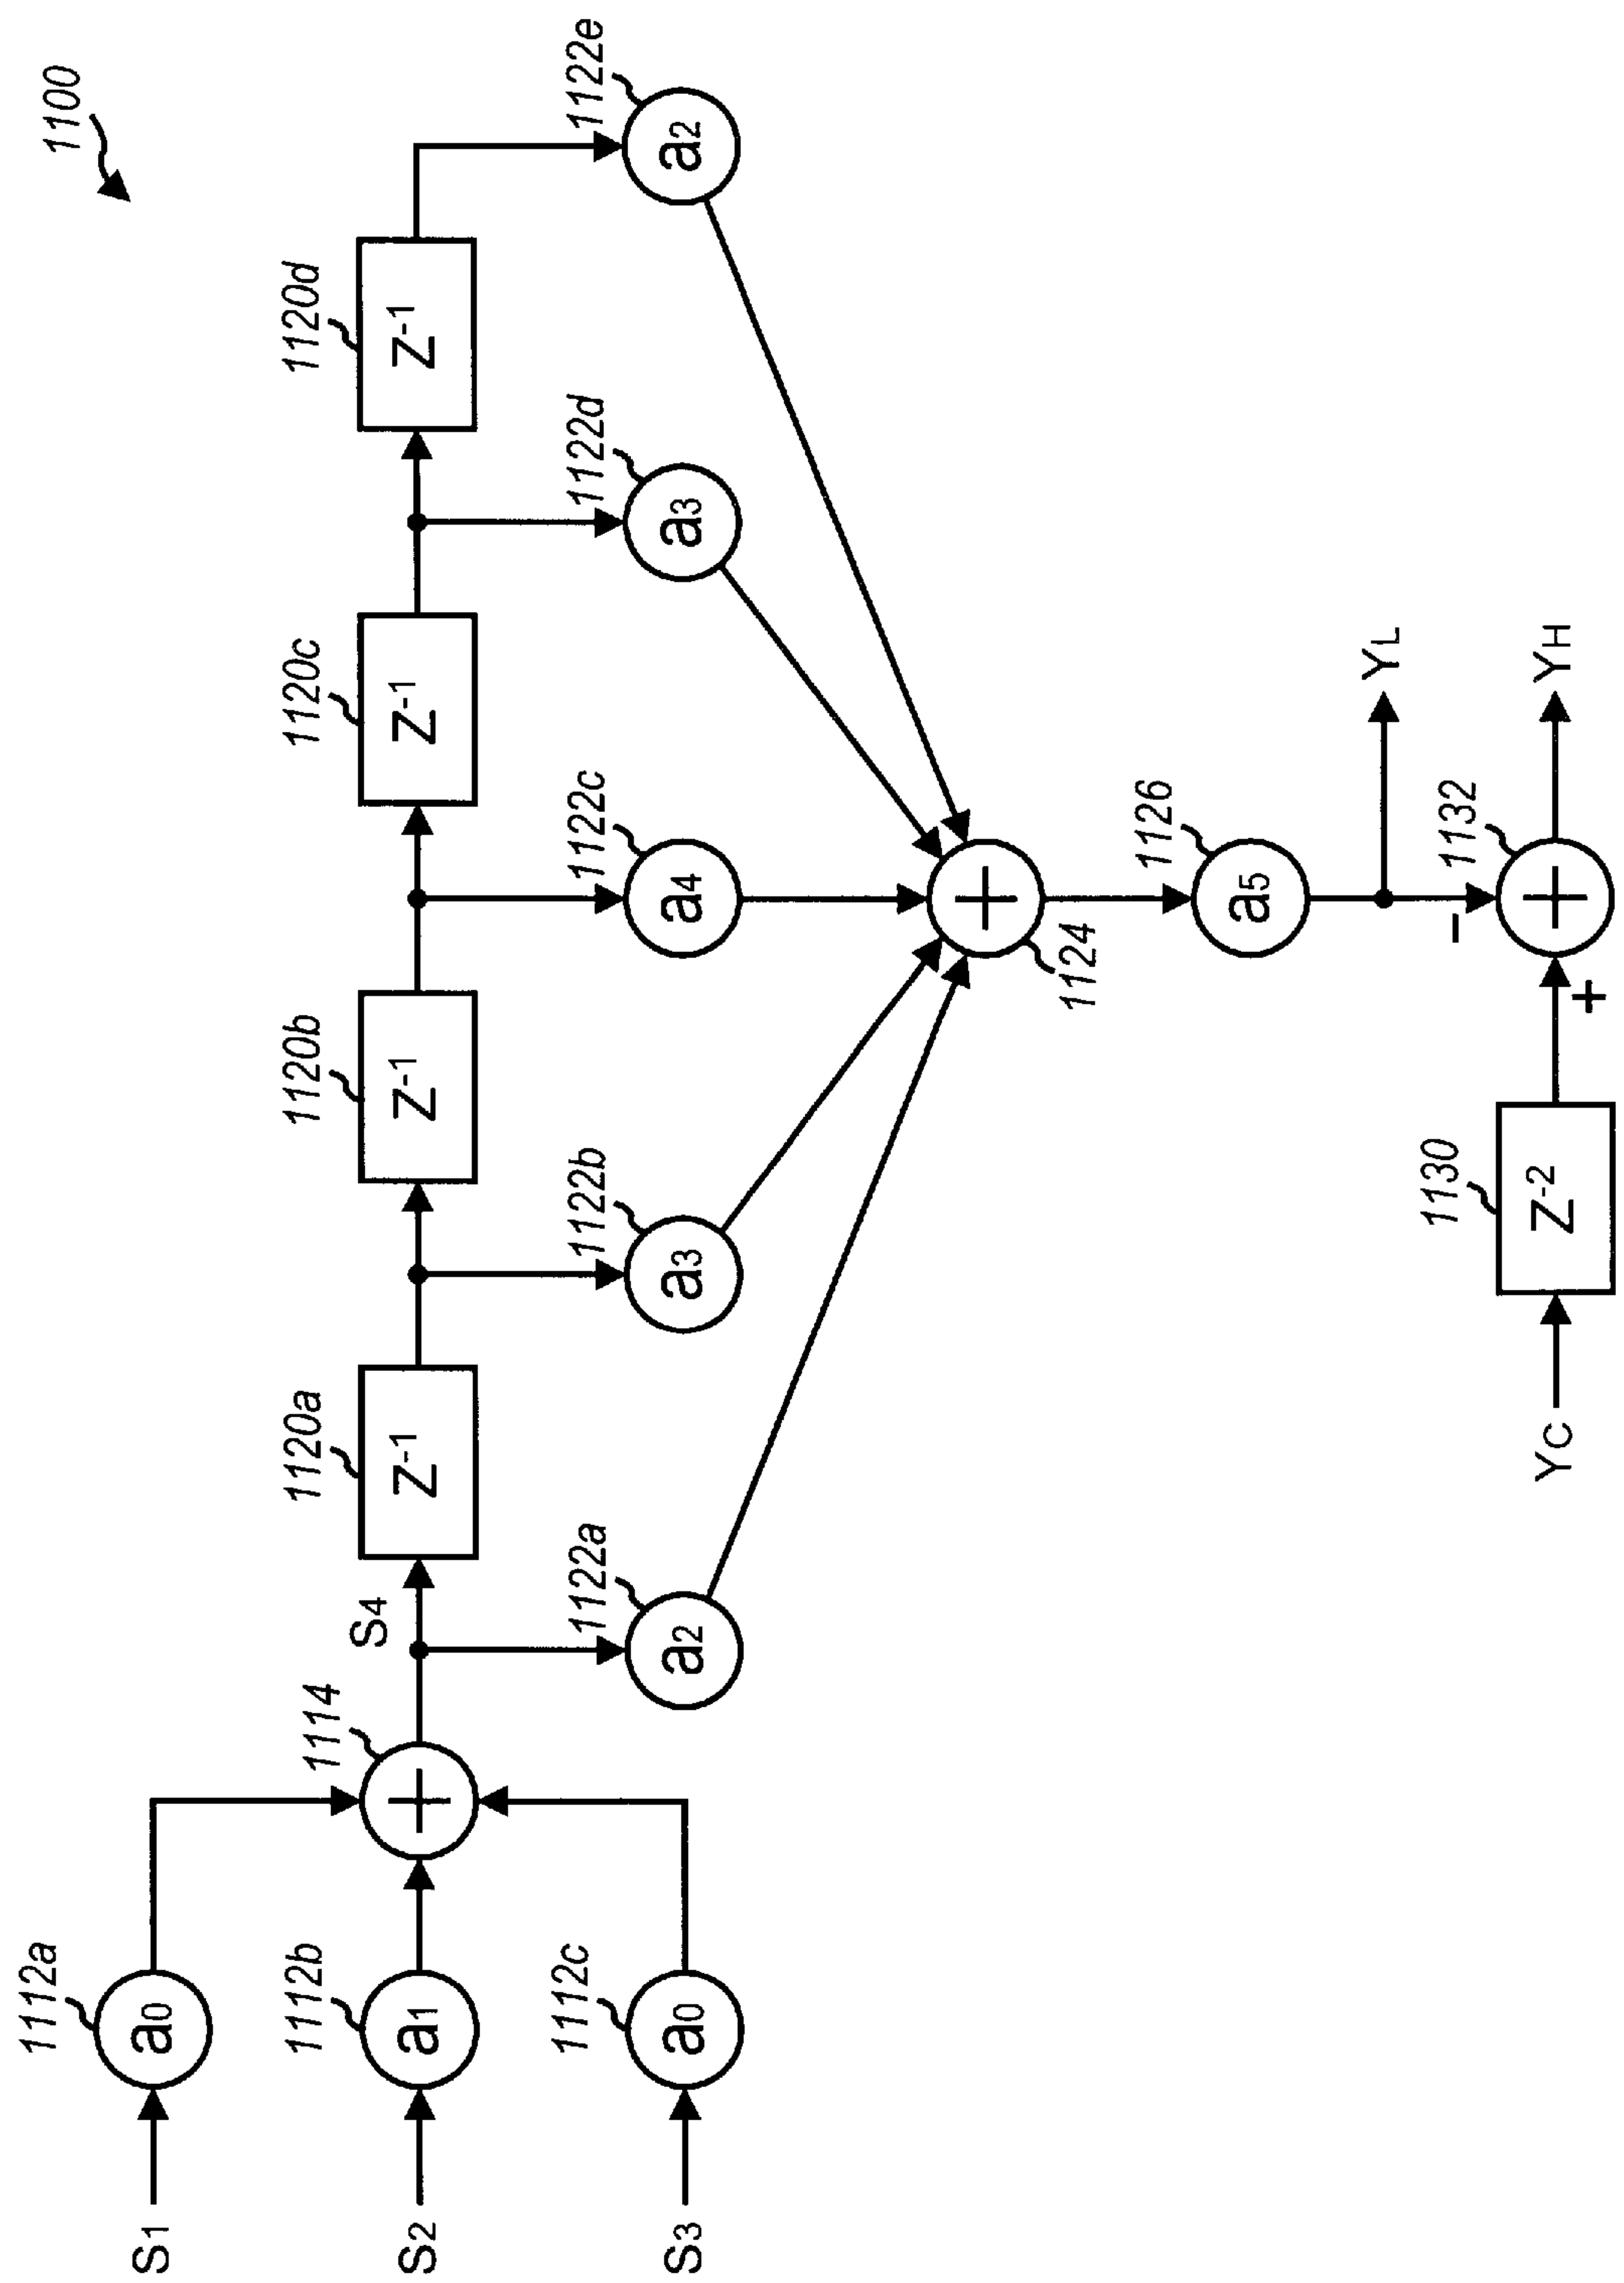 1100
1112a
a0
S1
1112b
a1
S2
1112c
a0
S3
1114
S4
1120a
Z-1
1120b
Z-1
1120c
Z-1
1120d
Z-1
1122a
a2
1122b
a3
1122c
a4
1122d
a3
1122e
a2
+
+
1124
1126
a5
YL
YC
1130
Z-2
+
-
1132
+
YH